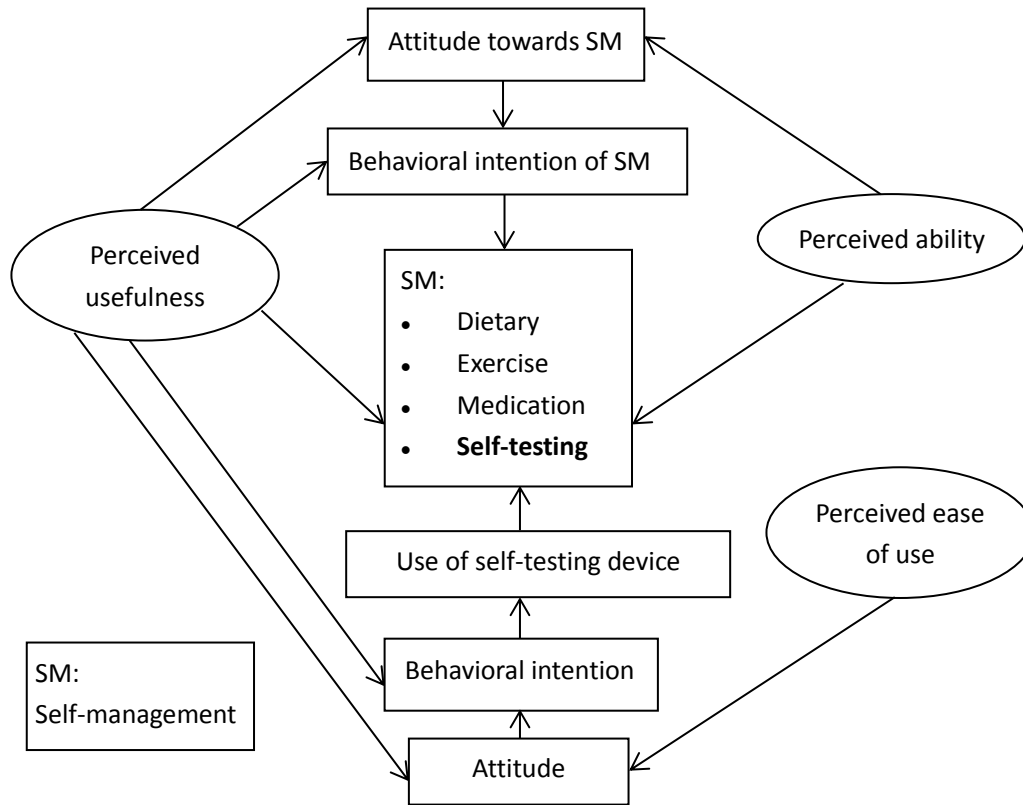 Attitude towards SM
Behavioral intention of SM
Perceived
usefulness
Perceived ability
SM:
• Dietary
• Exercise
• Medication
• Self-testing
Perceived ease
of use
Use of self-testing device
Behavioral intention
SM:
Self-management
Attitude